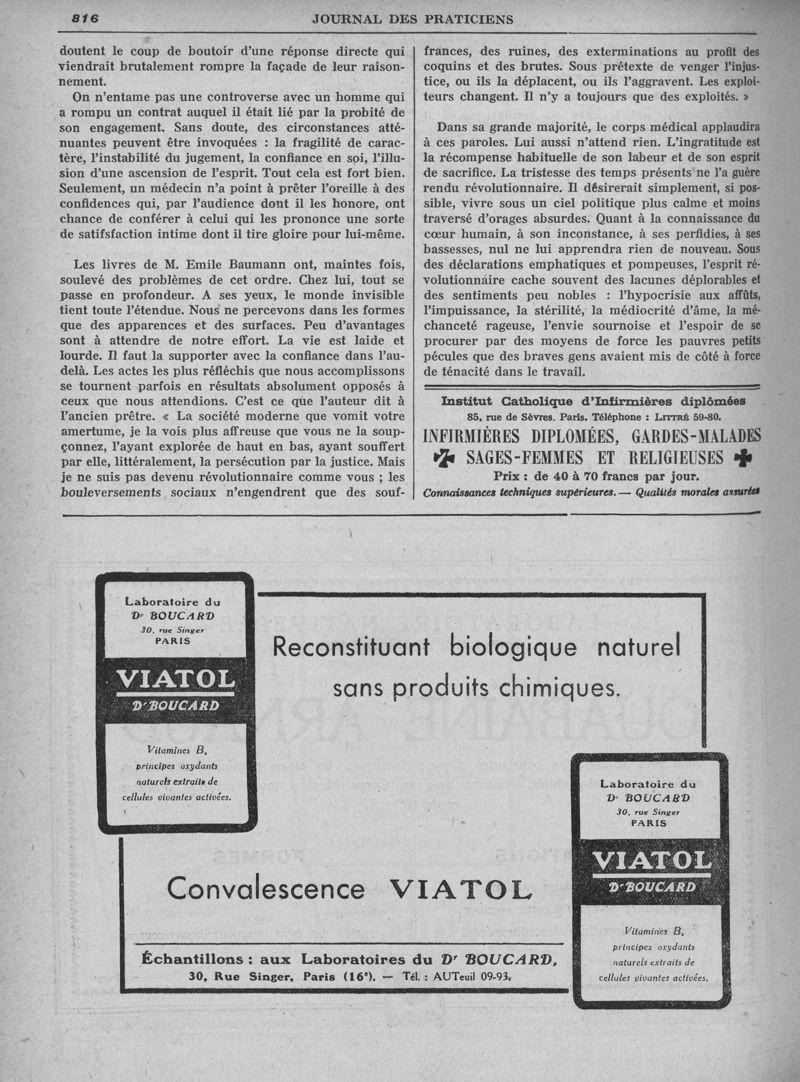 816
JOURNAL DES PRATICIENS
doutent le coup de boutoir d'une réponse directe qui
viendrait brutalement rompre la façade de leur raison-
nement.
On n'entame pas une controverse avec un homme qui
a rompu un contrat auquel il était lié par la probité de
son engagement. Sans doute, des circonstances atté-
nuantes peuvent être invoquées : la fragilité de carac-
tère, l'instabilité du jugement, la confiance en soi, l'illu-
sion d'une ascension de l'esprit. Tout cela est fort bien.
Seulement, un médecin n'a point à prêter l'oreille à des
confidences qui, par l'audience dont il les honore, ont
chance de conférer à celui qui les prononce une sorte
de satifsfaction intime dont il tire gloire pour lui-même.
Les livres de M. Emile Baumann ont, maintes fois,
soulevé des problèmes de cet ordre. Chez lui, tout se
passe en profondeur. A ses yeux, le monde invisible
tient toute l'étendue. Nous ne percevons dans les formes
que des apparences et des surfaces. Peu d'avantages
sont à attendre de notre effort. La vie est laide et
lourde. Il faut la supporter avec la confiance dans l'au-
delà. Les actes les plus réfléchis que nous accomplissons
se tournent parfois en résultats absolument opposés à
ceux que nous attendions. C'est ce que l'auteur dit à
l'ancien prêtre. « La société moderne que vomit votre
amertume, je la vois plus affreuse que vous ne la soup-
çonnez, l'ayant explorée de haut en bas, ayant souffert
par elle, littéralement, la persécution par la justice. Mais
je ne suis pas devenu révolutionnaire comme vous ; les
bouleversements sociaux n'engendrent que des souf-
frances, des ruines, des exterminations au profit des
coquins et des brutes. Sous prétexte de venger l'injus-
tice, ou ils la déplacent, ou ils l'aggravent. Les exploi-
teurs changent. Il n'y a toujours que des exploités. »
Dans sa grande majorité, le corps médical applaudira
à ces paroles. Lui aussi n'attend rien. L'ingratitude est
la récompense habituelle de son labeur et de son esprit
de sacrifice. La tristesse des temps présents ne l'a guère
rendu révolutionnaire. Il désirerait simplement, si pos-
sible, vivre sous un ciel politique plus calme et moins
traversé d'orages absurdes. Quant à la connaissance du
cœur humain, à son inconstance, à ses perfidies, à ses
bassesses, nul ne lui apprendra rien de nouveau. Sous
des déclarations emphatiques et pompeuses, l'esprit ré-
volutionnaire cache souvent des lacunes déplorables et
des sentiments peu nobles : l'hypocrisie aux affûts,
l'impuissance, la stérilité, la médiocrité d'âme, la mé-
chanceté rageuse, l'envie sournoise et l'espoir de se
procurer par des moyens de force les pauvres petits
pécules que des braves gens avaient mis de côté à force
de ténacité dans le travail.
Institut Catholique d'Infirmières diplômées
85, rue de Sèvres. Paris. Téléphone : LITTRÉ 59-80.
INFIRMIÈRES DIPLOMÉES, GARDES-MALADES
SAGES-FEMMES ET RELIGIEUSES
Prix : de 40 à 70 francs par jour.
Connaissances techniques supérieures. — Qualités morales assurées
Laboratoire du
Dr BOUCARD
30, rue Singer
PARIS
VIATOL
Dr BOUCARD
Vitamines B,
principes oxydants
naturels extraits de
cellules vivantes activées.
Reconstituant biologique naturel
sans produits chimiques.
Laboratoire du
Dr BOUCARD
30, rue Singer
PARIS
VIATOL
Dr BOUCARD
Vitamines B,
principes oxydants
naturels extraits de
cellules vivantes activées.
Convalescence VIATOL
Échantillons : aux Laboratoires du Dr BOUCARD,
30, Rue Singer, Paris (16e). — Tél. : AUTeuil 09-93.